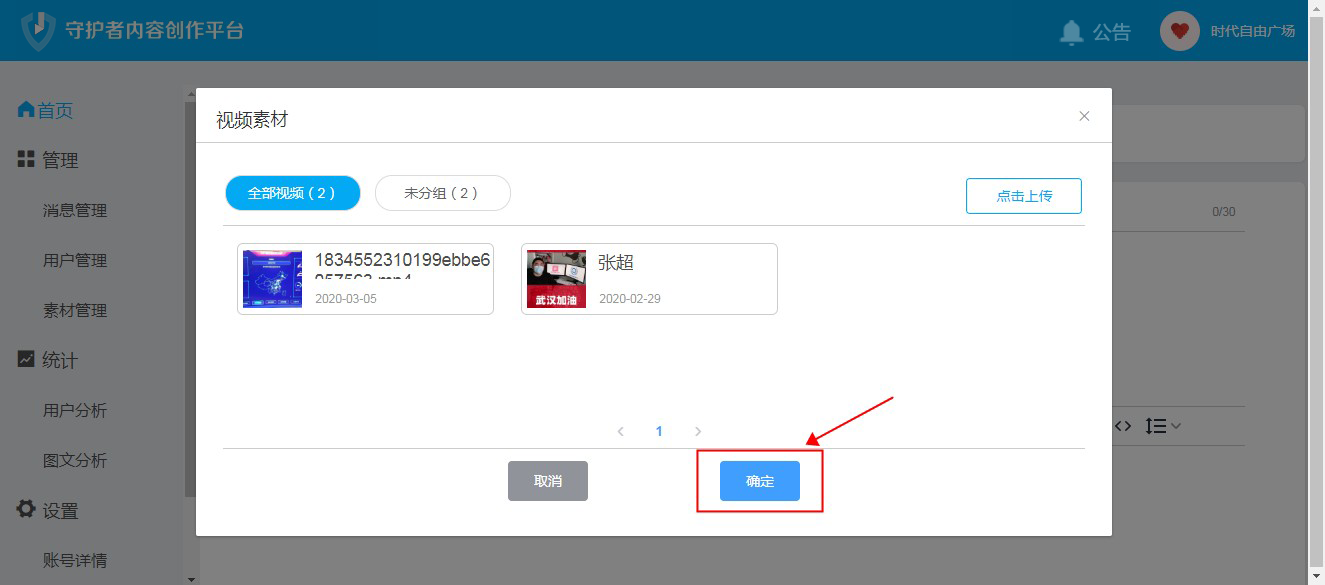 守护者内容创作平台
公告
时代自由广场
首页
管理
消息管理
用户管理
素材管理
统计
用户分析
图文分析
设置
账号详情
视频素材
全部视频（2）
未分组（2）
点击上传
0/30
1834552310199ebbe6
2020-03-05
武汉加油
张超
2020-02-29
1
取消
确定